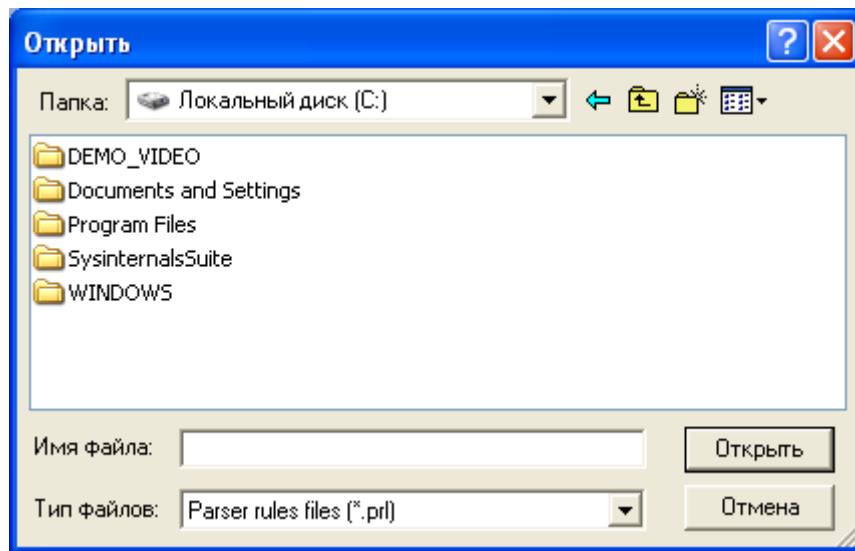 Открыть
Папка: Локальный диск (C:)
DEMO_VIDEO
Documents and Settings
Program Files
SysinternalsSuite
WINDOWS
Имя файла: Открыть
Тип файлов: Parser rules files (*.prl) Отмена